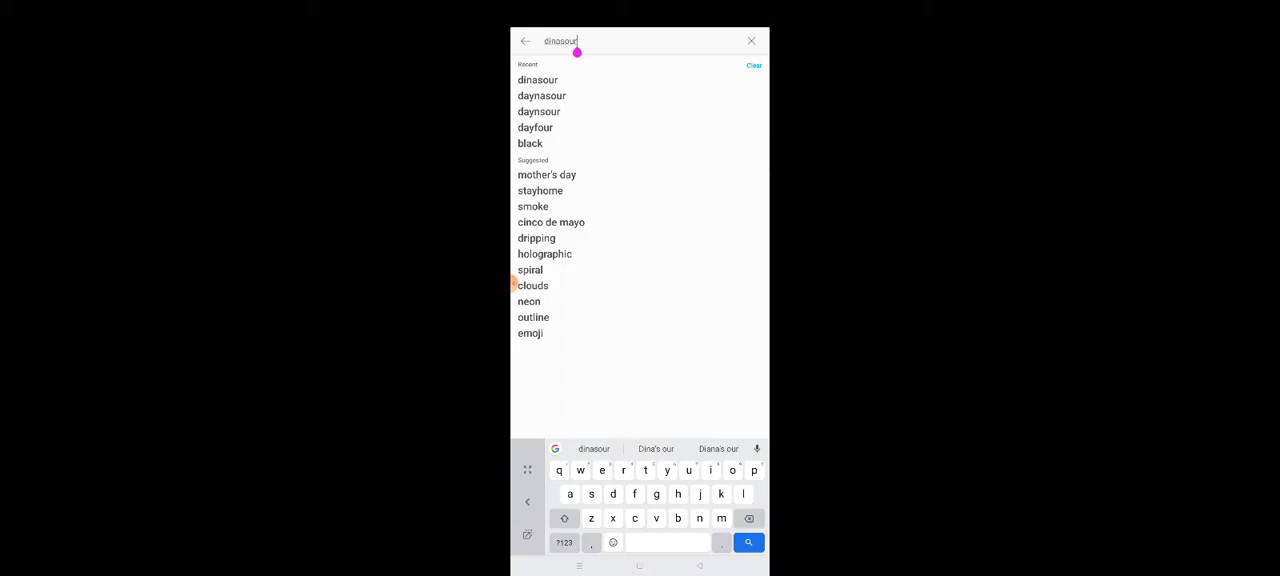 dinasour
Recent
Clear
dinasour
daynasour
daynsour
dayfour
black
Suggested
mother's day
stayhome
smoke
cinco de mayo
dripping
holographic
spiral
clouds
neon
outline
emoji
dinasour Dina's our Diana's our
q w e r t y u i o p
a s d f g h j k l
z x c v b n m
?123 , .